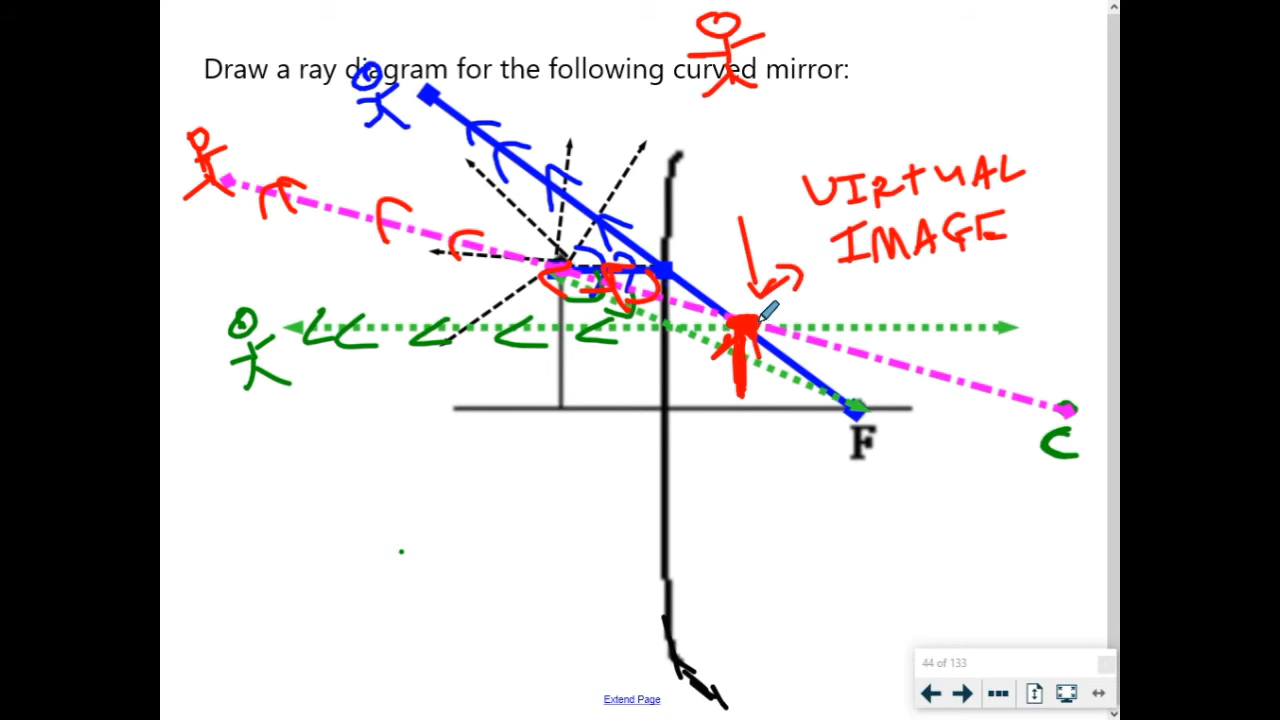 Draw a ray diagram for the following curved mirror:
VIRTUAL
IMAGE
F
C
44 of 133
Extend Page